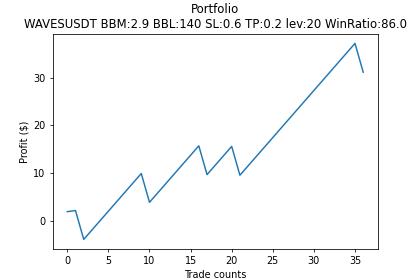 Portfolio
WAVESUSDT BBM:2.9 BBL:140 SL:0.6 TP:0.2 lev:20 WinRatio:86.0
Profit ($)
30
20
10
0
0 5 10 15 20 25 30 35
Trade counts